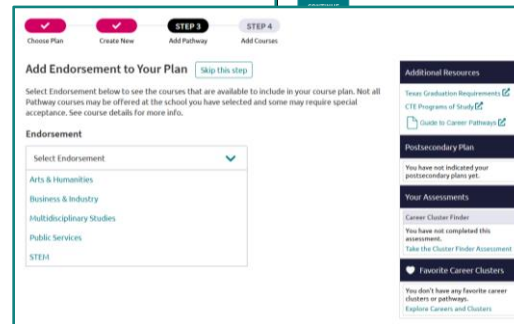 STEP 3
STEP 4
Choose Plan
Create New
Add Pathway
Add Courses
Add Endorsement to Your Plan
Skip this step
Select Endorsement below to see the courses that are available to include in your course plan. Not all
Pathway courses may be offered at the school you have selected and some may require special
acceptance. See course details for more info.
Endorsement
Select Endorsement
Arts & Humanities
Business & Industry
Multidisciplinary Studies
Public Services
STEM
Additional Resources
Texas Graduation Requirements
CTE Programs of Study
Guide to Career Pathways
Postsecondary Plan
You have not indicated your
postsecondary plans yet.
Your Assessments
Career Cluster Finder
You have not completed this
assessment.
Take the Cluster Finder Assessment
Favorite Career Clusters
You don't have any favorite career
clusters or pathways.
Explore Careers and Clusters